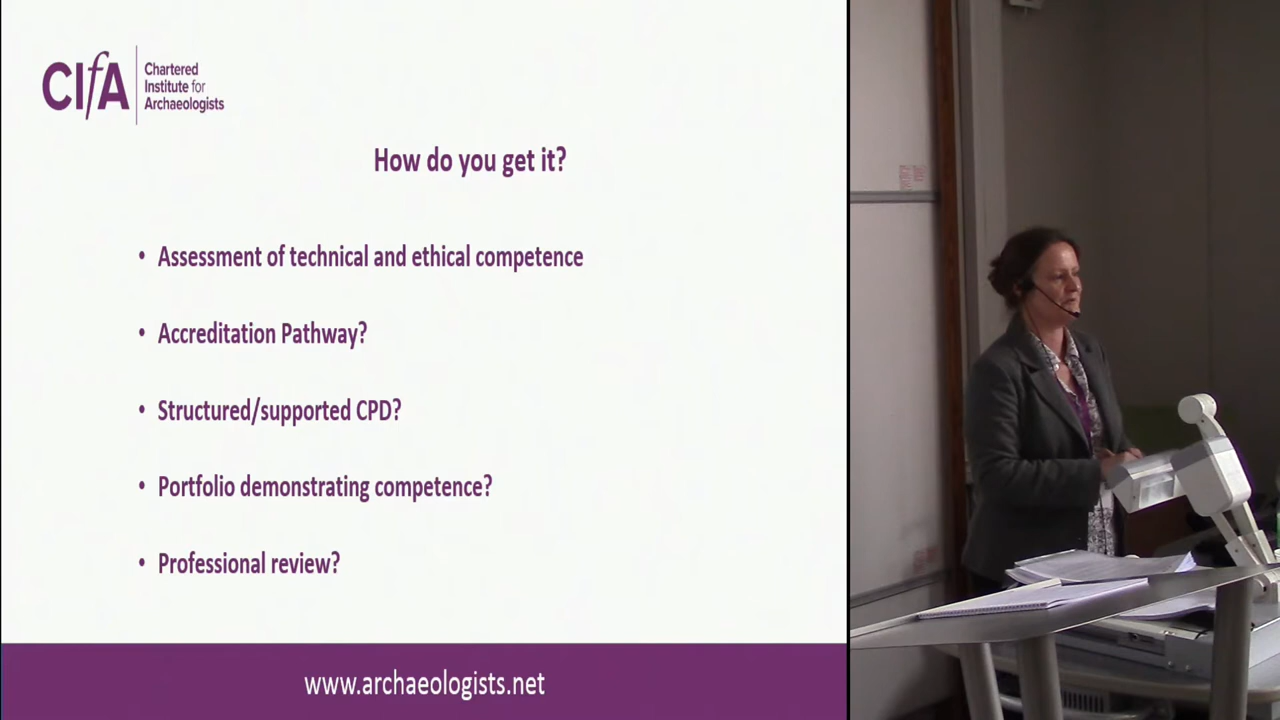 CIfA
Chartered
Institute for
Archaeologists
How do you get it?
• Assessment of technical and ethical competence
• Accreditation Pathway?
• Structured/supported CPD?
• Portfolio demonstrating competence?
• Professional review?
www.archaeologists.net